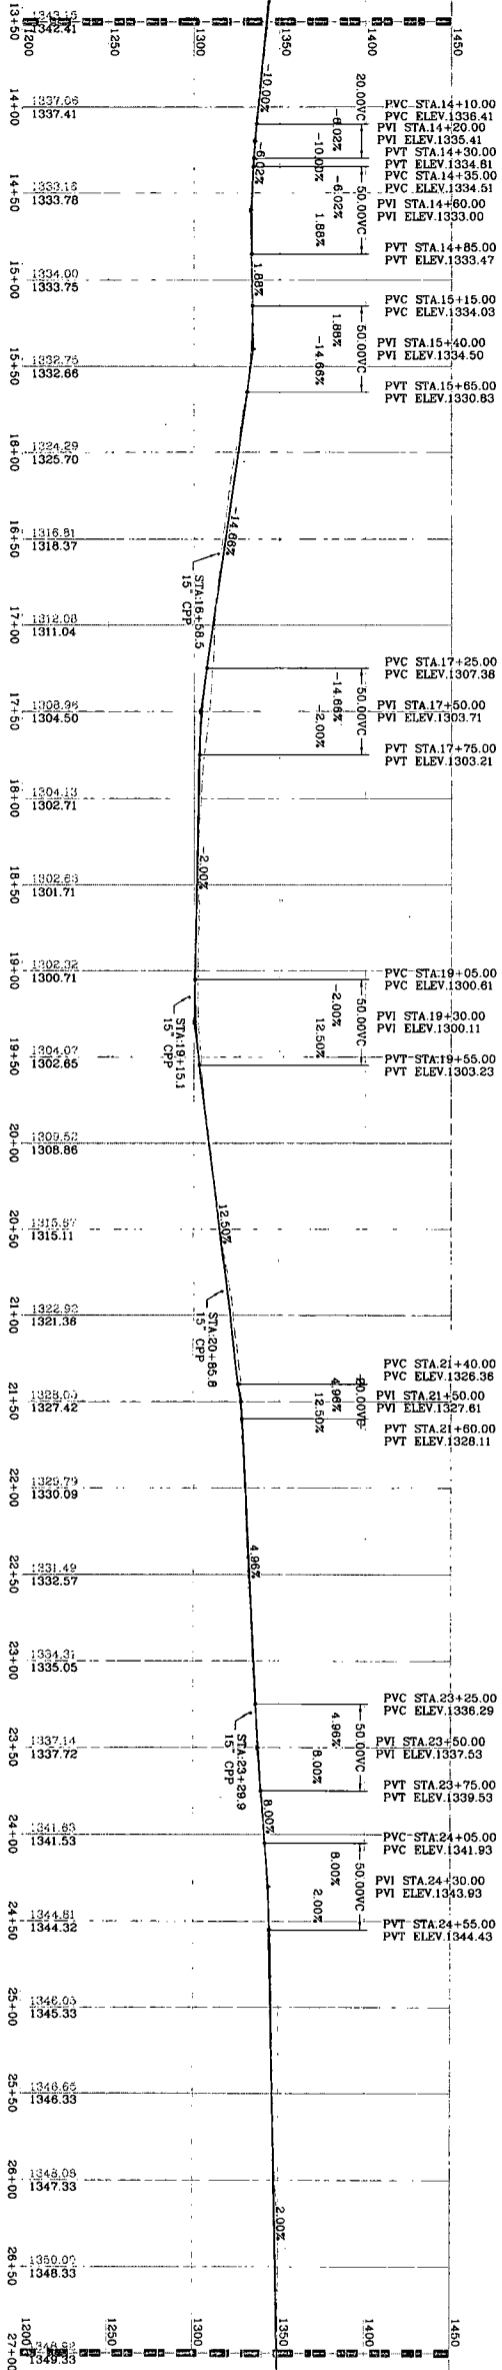 1450
1400
1350
1300
1250
1200
13+50
1342.41
-10.00%
20.00VC
-10.00%
-6.02%
PVC STA.14+10.00
PVC ELEV.1336.41
PVI STA.14+20.00
PVI ELEV.1335.41
PVT STA.14+30.00
PVT ELEV.1334.81
14+00
1337.06
1337.41
-6.02%
50.00VC
-6.02%
1.88%
PVC STA.14+35.00
PVC ELEV.1334.51
PVI STA.14+60.00
PVI ELEV.1333.00
PVT STA.14+85.00
PVT ELEV.1333.47
14+50
1333.16
1333.78
1.88%
15+00
1334.00
1333.75
50.00VC
1.88%
-14.66%
PVC STA.15+15.00
PVC ELEV.1334.03
PVI STA.15+40.00
PVI ELEV.1334.50
PVT STA.15+65.00
PVT ELEV.1330.83
15+50
1332.75
1332.66
16+00
1324.29
1325.70
-14.66%
16+50
1316.81
1318.37
STA:16+58.5
15" CPP
17+00
1312.08
1311.04
50.00VC
-14.66%
-2.00%
PVC STA.17+25.00
PVC ELEV.1307.38
PVI STA.17+50.00
PVI ELEV.1303.71
PVT STA.17+75.00
PVT ELEV.1303.21
17+50
1308.96
1304.50
18+00
1304.13
1302.71
-2.00%
18+50
1302.63
1301.71
19+00
1302.32
1300.71
50.00VC
-2.00%
12.50%
PVC STA.19+05.00
PVC ELEV.1300.61
PVI STA.19+30.00
PVI ELEV.1300.11
PVT STA.19+55.00
PVT ELEV.1303.23
STA:19+15.1
15" CPP
19+50
1304.07
1302.65
20+00
1309.52
1308.86
12.50%
20+50
1315.87
1315.11
STA:20+85.8
15" CPP
21+00
1322.92
1321.36
12.50%
4.96%
PVC STA.21+40.00
PVC ELEV.1326.36
PVI STA.21+50.00
PVI ELEV.1327.61
PVT STA.21+60.00
PVT ELEV.1328.11
21+50
1327.42
22+00
1329.79
1330.09
4.96%
22+50
1331.49
1332.57
23+00
1334.31
1335.05
50.00VC
4.96%
8.00%
PVC STA.23+25.00
PVC ELEV.1336.29
PVI STA.23+50.00
PVI ELEV.1337.53
PVT STA.23+75.00
PVT ELEV.1339.53
STA:23+29.9
15" CPP
23+50
1337.14
1337.72
8.00%
24+00
1341.63
1341.53
50.00VC
8.00%
2.00%
PVC STA.24+05.00
PVC ELEV.1341.93
PVI STA.24+30.00
PVI ELEV.1343.93
PVT STA.24+55.00
PVT ELEV.1344.43
24+50
1344.81
1344.32
25+00
1345.33
25+50
1346.33
26+00
1348.08
1347.33
2.00%
26+50
1348.33
27+00
1349.33
1450
1400
1350
1300
1250
1200